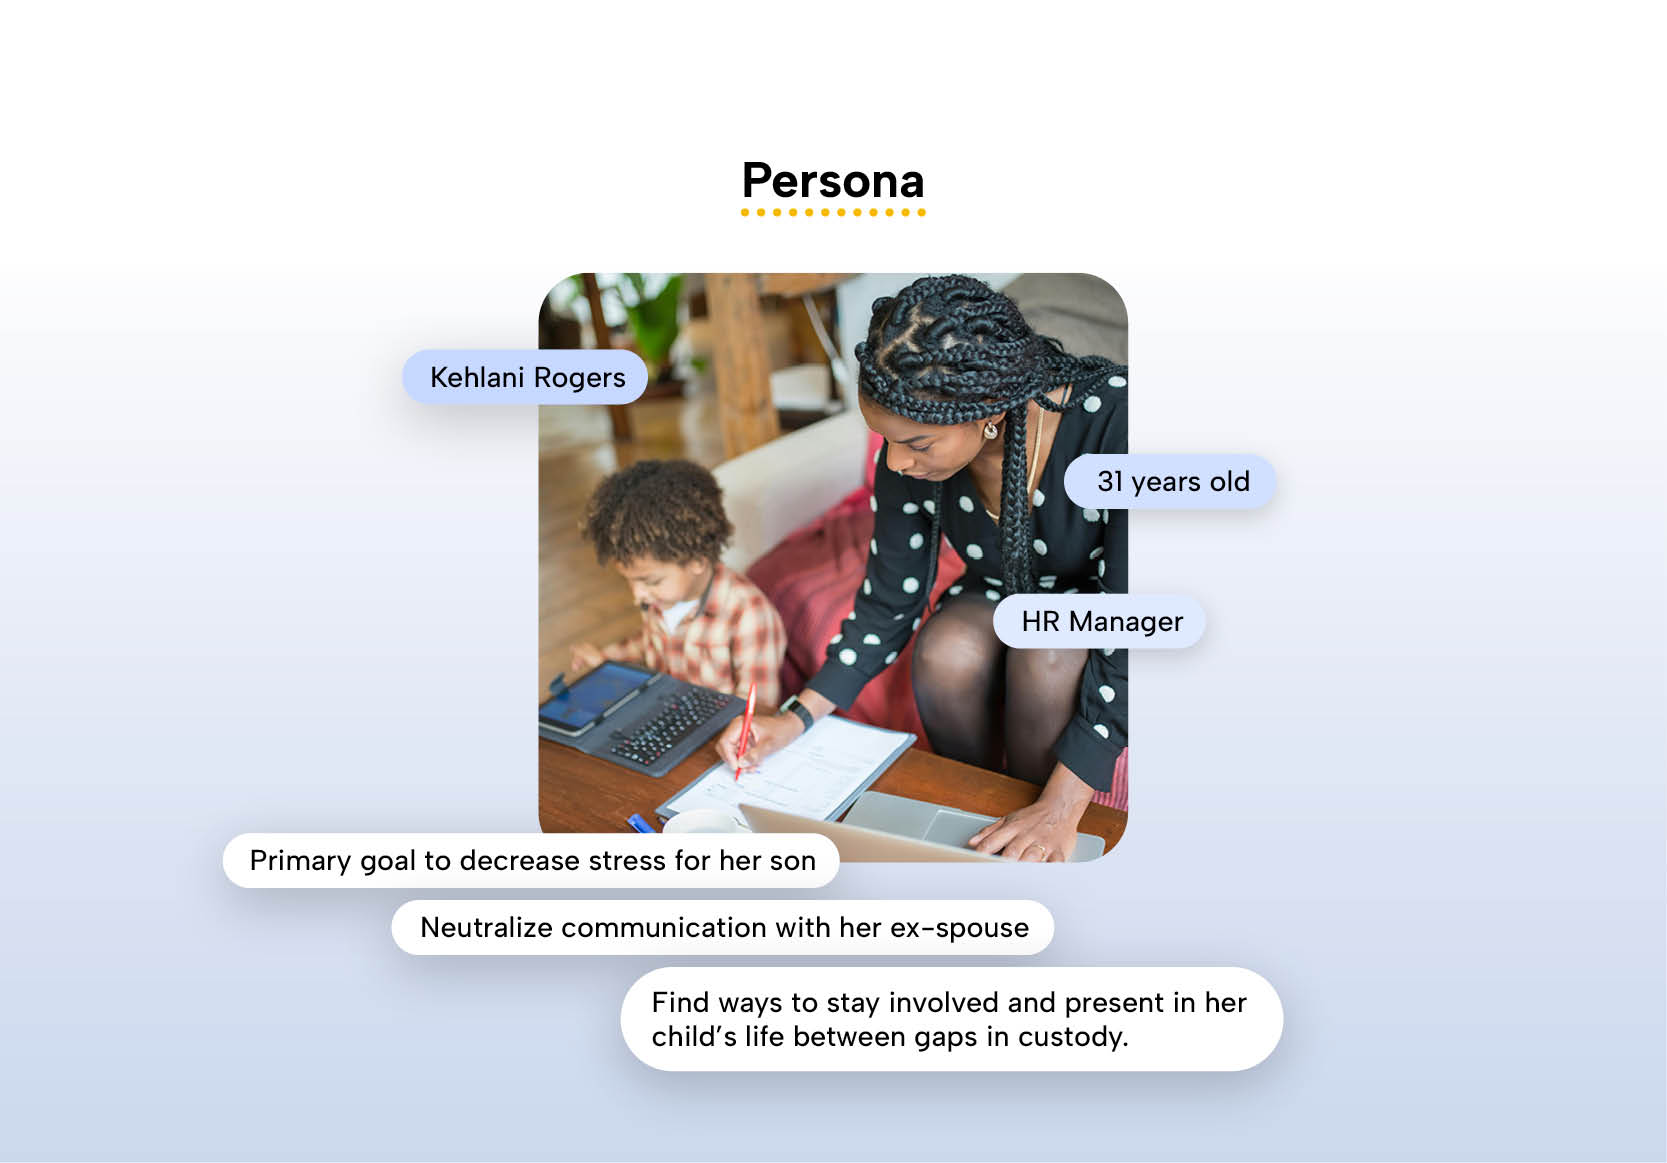 Persona
Kehlani Rogers
31 years old
HR Manager
Primary goal to decrease stress for her son
Neutralize communication with her ex-spouse
Find ways to stay involved and present in her
child's life between gaps in custody.